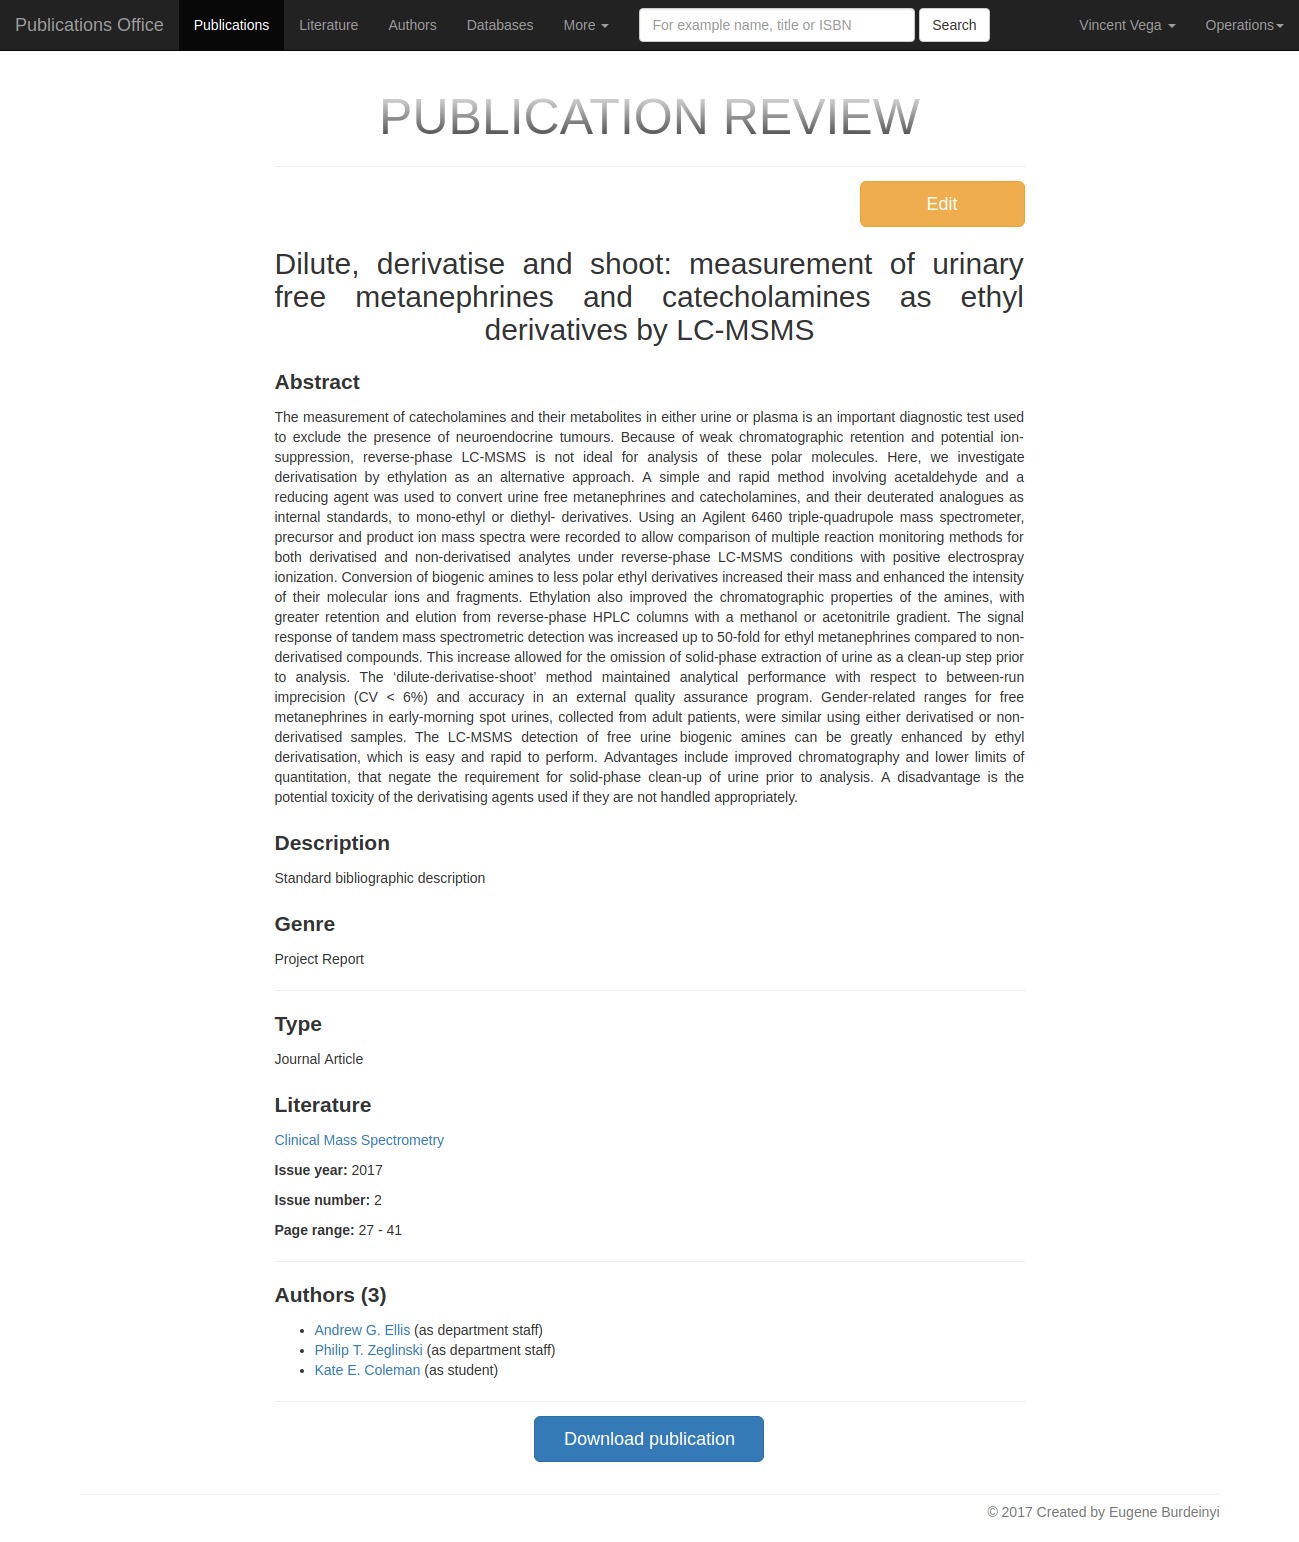 Publications Office Publications Literature Authors Databases More For example name, title or ISBN Search Vincent Vega Operations
PUBLICATION REVIEW
Edit
Dilute, derivatise and shoot: measurement of urinary
free metanephrines and catecholamines as ethyl
derivatives by LC-MSMS
Abstract
The measurement of catecholamines and their metabolites in either urine or plasma is an important diagnostic test used
to exclude the presence of neuroendocrine tumours. Because of weak chromatographic retention and potential ion-
suppression, reverse-phase LC-MSMS is not ideal for analysis of these polar molecules. Here, we investigate
derivatisation by ethylation as an alternative approach. A simple and rapid method involving acetaldehyde and a
reducing agent was used to convert urine free metanephrines and catecholamines, and their deuterated analogues as
internal standards, to mono-ethyl or diethyl- derivatives. Using an Agilent 6460 triple-quadrupole mass spectrometer,
precursor and product ion mass spectra were recorded to allow comparison of multiple reaction monitoring methods for
both derivatised and non-derivatised analytes under reverse-phase LC-MSMS conditions with positive electrospray
ionization. Conversion of biogenic amines to less polar ethyl derivatives increased their mass and enhanced the intensity
of their molecular ions and fragments. Ethylation also improved the chromatographic properties of the amines, with
greater retention and elution from reverse-phase HPLC columns with a methanol or acetonitrile gradient. The signal
response of tandem mass spectrometric detection was increased up to 50-fold for ethyl metanephrines compared to non-
derivatised compounds. This increase allowed for the omission of solid-phase extraction of urine as a clean-up step prior
to analysis. The ‘dilute-derivatise-shoot’ method maintained analytical performance with respect to between-run
imprecision (CV < 6%) and accuracy in an external quality assurance program. Gender-related ranges for free
metanephrines in early-morning spot urines, collected from adult patients, were similar using either derivatised or non-
derivatised samples. The LC-MSMS detection of free urine biogenic amines can be greatly enhanced by ethyl
derivatisation, which is easy and rapid to perform. Advantages include improved chromatography and lower limits of
quantitation, that negate the requirement for solid-phase clean-up of urine prior to analysis. A disadvantage is the
potential toxicity of the derivatising agents used if they are not handled appropriately.
Description
Standard bibliographic description
Genre
Project Report
Type
Journal Article
Literature
Clinical Mass Spectrometry
Issue year: 2017
Issue number: 2
Page range: 27 - 41
Authors (3)
• Andrew G. Ellis (as department staff)
• Philip T. Zeglinski (as department staff)
• Kate E. Coleman (as student)
Download publication
© 2017 Created by Eugene Burdeinyi